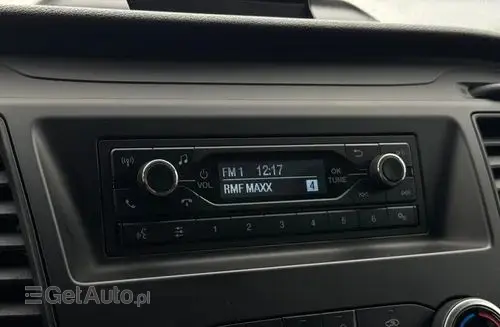 FM 1 12:17
VOL
OK
TUNE
RMF MAXX 4
1 2 3 4 5 6
GetAuto.pl